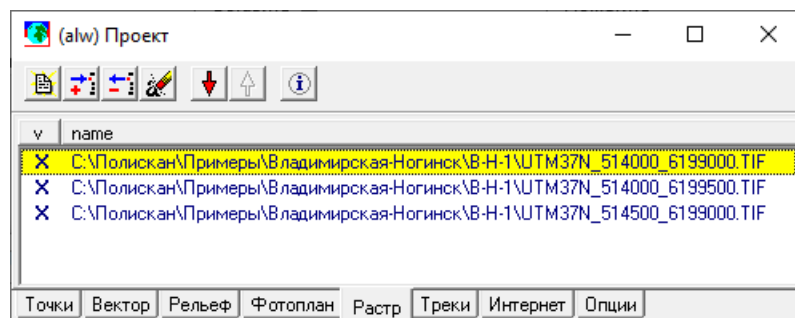 (alw) Проект
v name
X C:\Полискан\Примеры\Владимирская-Ногинск\В-Н-1\UTM37N_514000_6199000.TIF
X C:\Полискан\Примеры\Владимирская-Ногинск\В-Н-1\UTM37N_514000_6199500.TIF
X C:\Полискан\Примеры\Владимирская-Ногинск\В-Н-1\UTM37N_514500_6199000.TIF
Точки Вектор Рельеф Фотоплан Растр Треки Интернет Опции